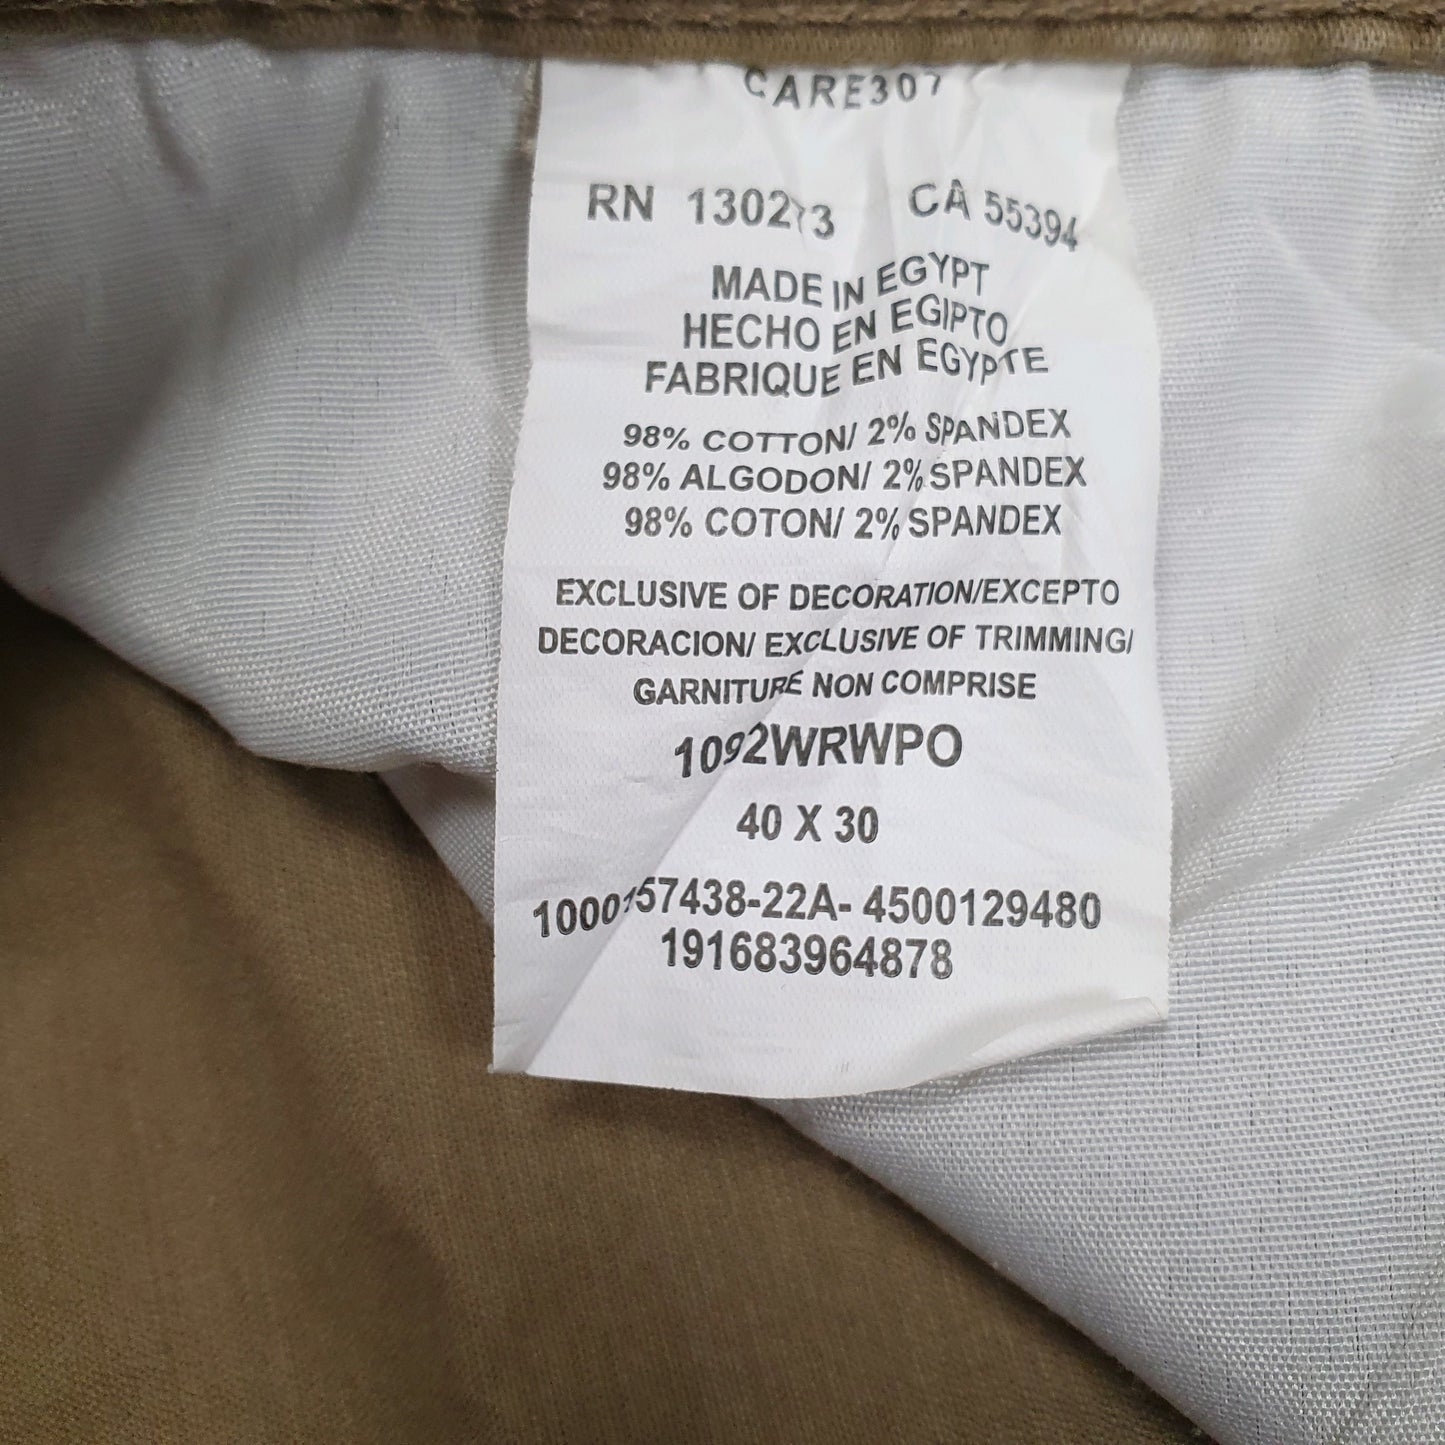 CARE307
RN 130273 CA 55394
MADE IN EGYPT
HECHO EN EGIPTO
FABRIQUE EN EGYPTE
98% COTTON/ 2% SPANDEX
98% ALGODON/ 2% SPANDEX
98% COTON/ 2% SPANDEX
EXCLUSIVE OF DECORATION/EXCEPTO
DECORACION/ EXCLUSIVE OF TRIMMING/
GARNITURE NON COMPRISE
1092WRWPO
40 X 30
1000157438-22A- 4500129480
191683964878